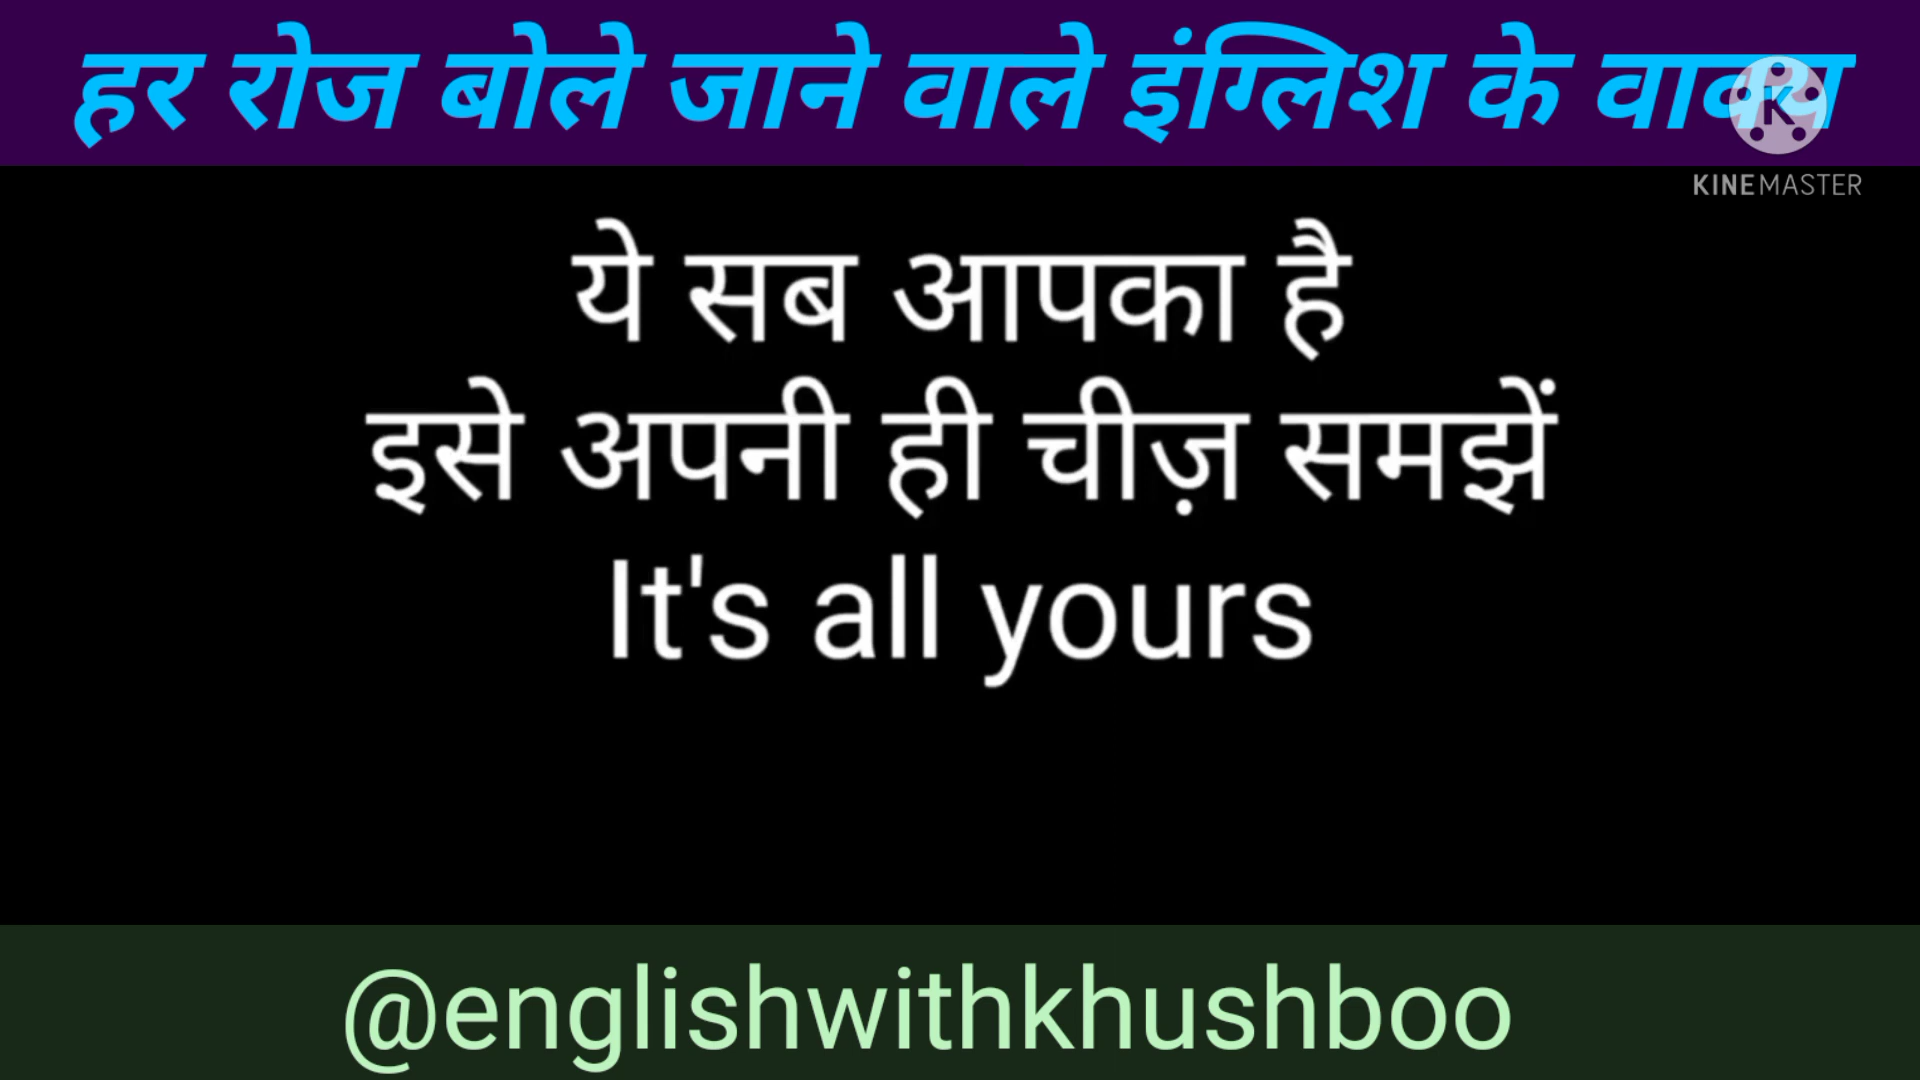 हर रोज बोले जाने वाले इंग्लिश के वाक्य
KINEMASTER
ये सब आपका है
इसे अपनी ही चीज़ समझें
It's all yours
@englishwithkhushboo